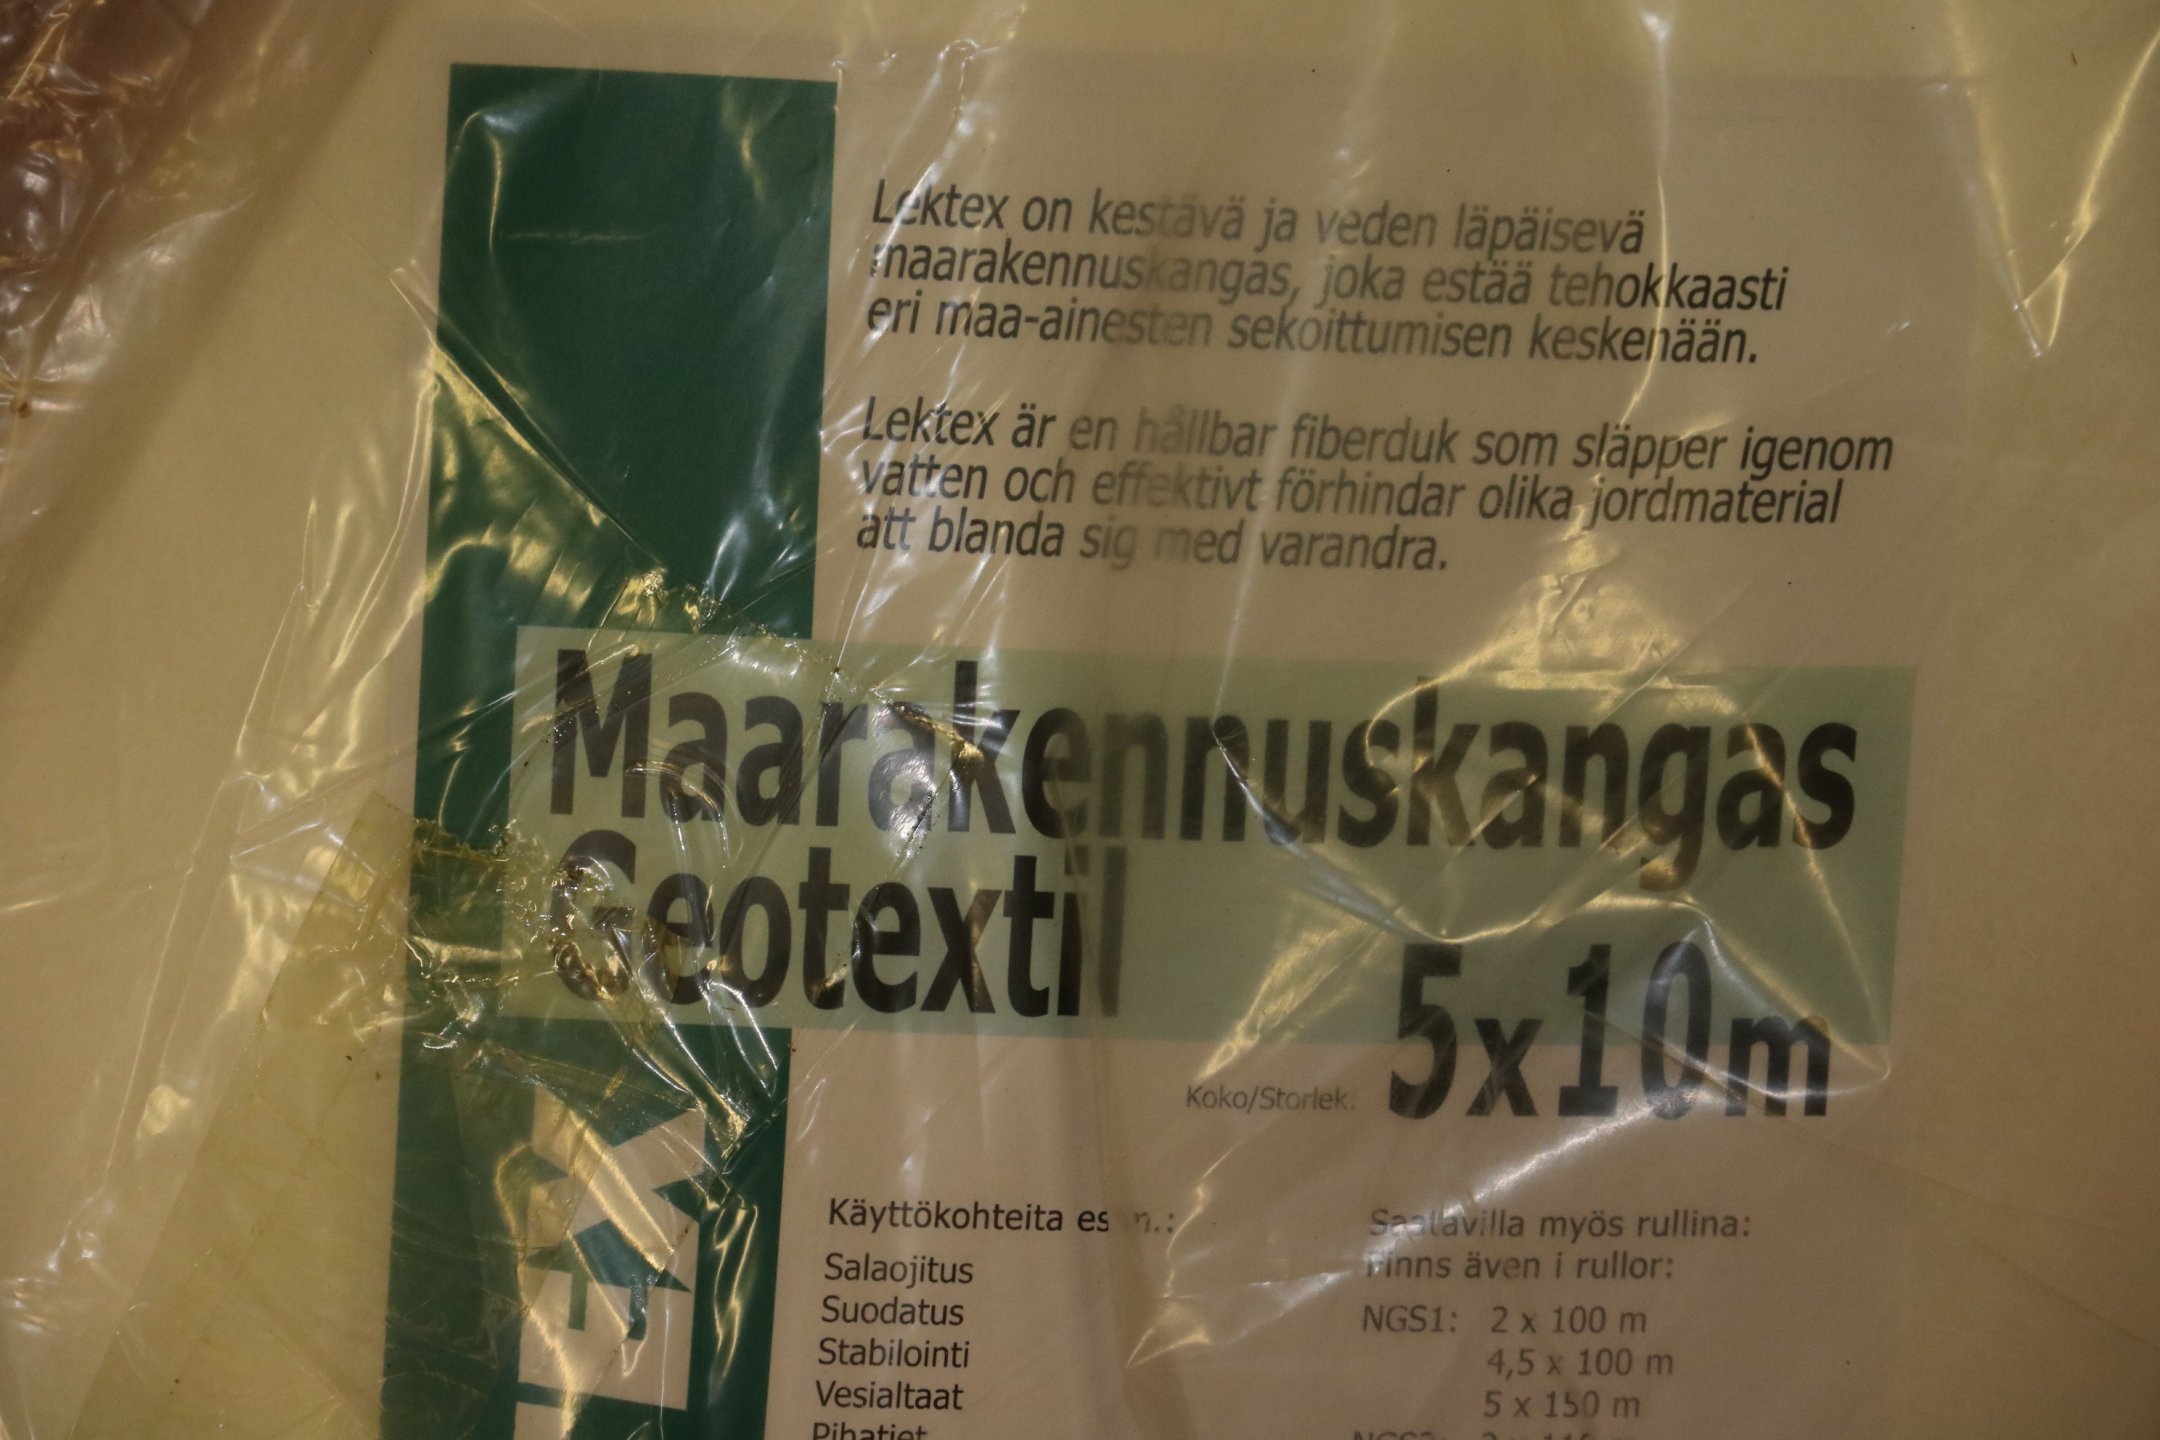 Lektex on kestävä ja veden läpäisevä
maarakennuskangas, joka estää tehokkaasti
eri maa-ainesten sekoittumisen keskenään.
Lektex är en hållbar fiberduk som släpper igenom
vatten och effektivt förhindar olika jordmaterial
att blanda sig med varandra.
Maarakennuskangas
Geotextil
Koko/Storlek: 5x10m
Käyttökohteita esim.:
Salaojitus
Suodatus
Stabilointi
Vesialtaat
Pihatiet
Saatavilla myös rullina:
Finns även i rullor:
NGS1: 2 x 100 m
4,5 x 100 m
5 x 150 m